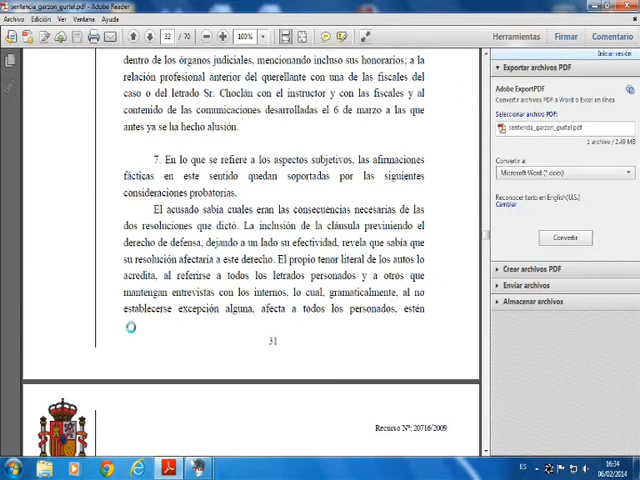 sentencia_garzon_gurtel.pdf - Adobe Reader
Archivo Edición Ver Ventana Ayuda
32 / 70 100% Herramientas Firmar Comentario
dentro de los órganos judiciales, mencionando incluso sus honorarios; a la
relación profesional anterior del querellante con una de las fiscales del
caso o del letrado Sr. Choclán con el instructor y con las fiscales y al
contenido de las comunicaciones desarrolladas el 6 de marzo a las que
antes ya se ha hecho alusión.
7. En lo que se refiere a los aspectos subjetivos, las afirmaciones
fácticas en este sentido quedan soportadas por las siguientes
consideraciones probatorias.
El acusado sabía cuales eran las consecuencias necesarias de las
dos resoluciones que dictó. La inclusión de la cláusula previniendo el
derecho de defensa, dejando a un lado su efectividad, revela que sabía que
su resolución afectaría a este derecho. El propio tenor literal de los autos lo
acredita, al referirse a todos los letrados personados y a otros que
mantengan entrevistas con los internos, lo cual, gramaticalmente, al no
establecerse excepción alguna, afecta a todos los personados, estén
31
Recurso Nº: 20716/2009
Iniciar sesión
Exportar archivos PDF
Adobe ExportPDF
Convertir archivos PDF a Word o Excel en línea
Seleccionar archivo PDF:
sentencia_garzon_gurtel.pdf
1 archivo / 2.49 MB
Convertir a:
Microsoft Word (*.docx)
Reconocer texto en English(U.S.)
Cambiar
Convertir
Crear archivos PDF
Enviar archivos
Almacenar archivos
ES 16:34
06/02/2014